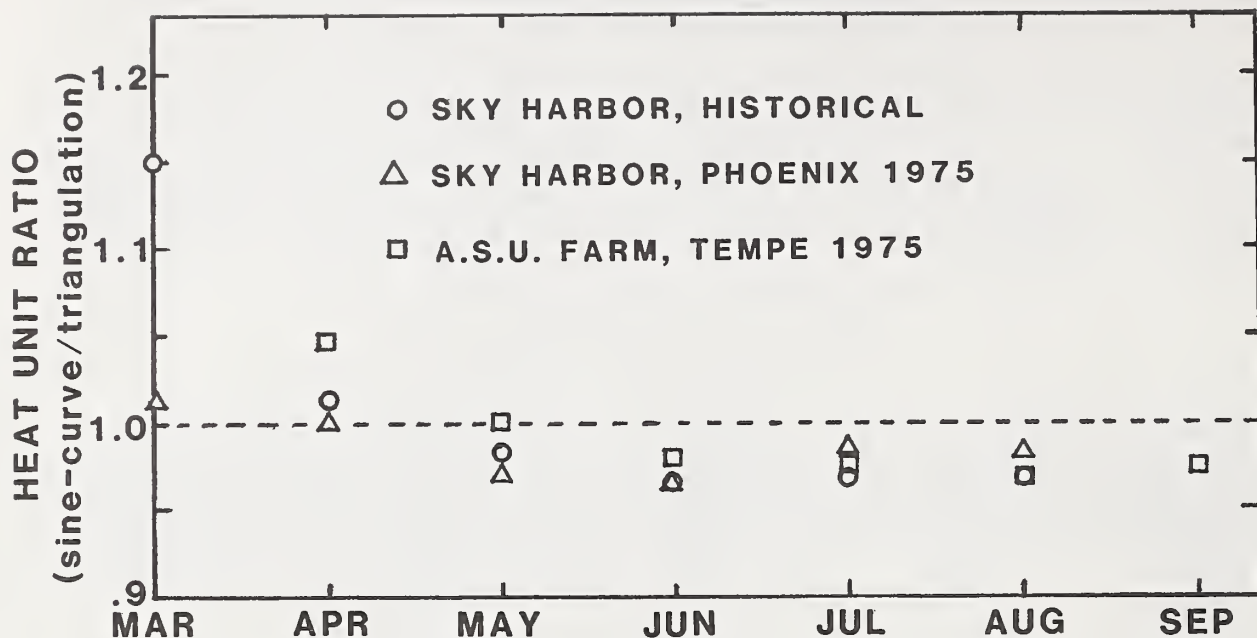 HEAT UNIT RATIO
(sine-curve/triangulation)
1.2
1.1
1.0
.9
SKY HARBOR, HISTORICAL
SKY HARBOR, PHOENIX 1975
A.S.U. FARM, TEMPE 1975
MAR APR MAY JUN JUL AUG SEP